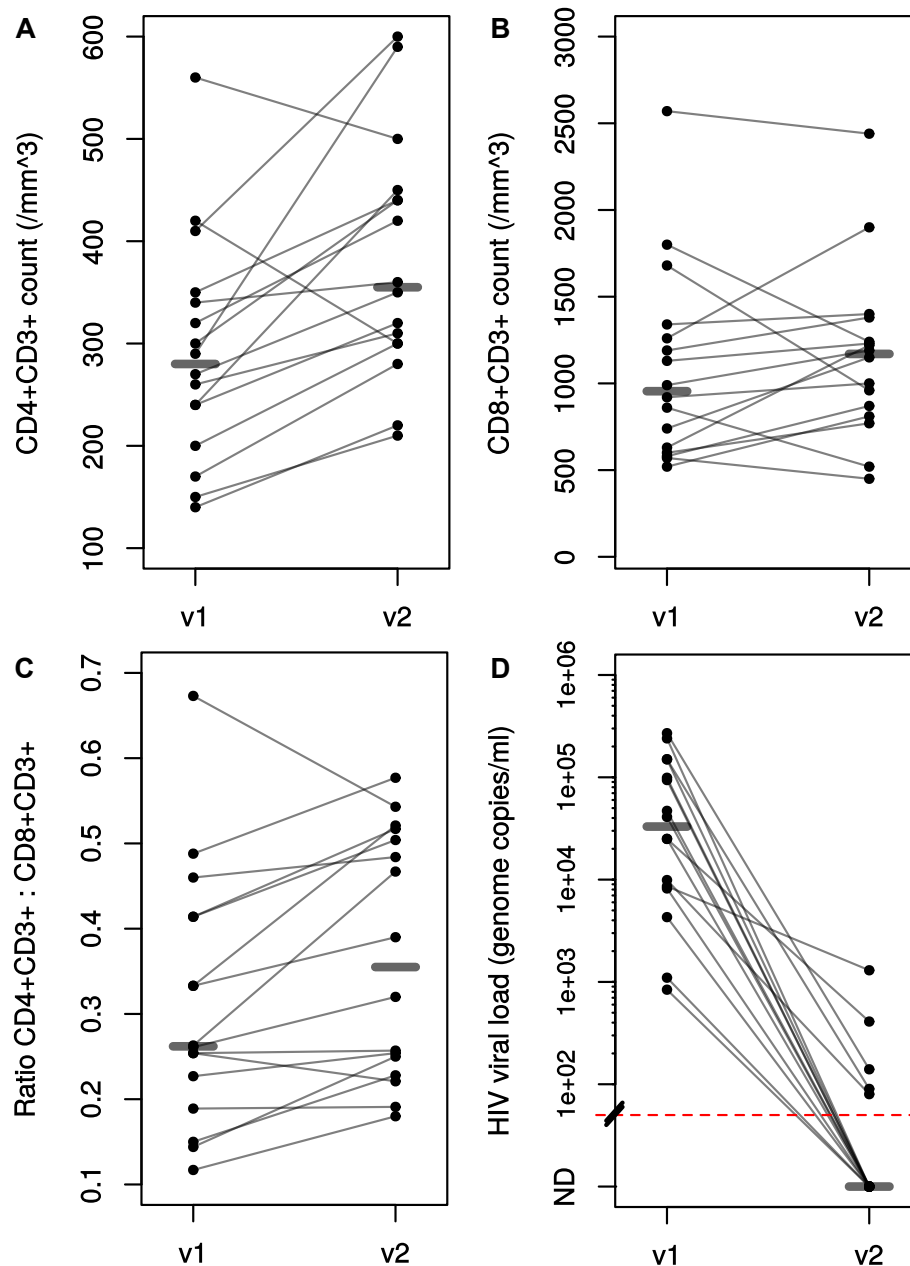 A
CD4+CD3+ count (/mm^3)
600
500
400
300
200
100
v1 v2
B
CD8+CD3+ count (/mm^3)
3000
2500
2000
1500
1000
500
0
v1 v2
C
Ratio CD4+CD3+ : CD8+CD3+
0.7
0.6
0.5
0.4
0.3
0.2
0.1
v1 v2
D
HIV viral load (genome copies/ml)
1e+06
1e+05
1e+04
1e+03
1e+02
ND
v1 v2